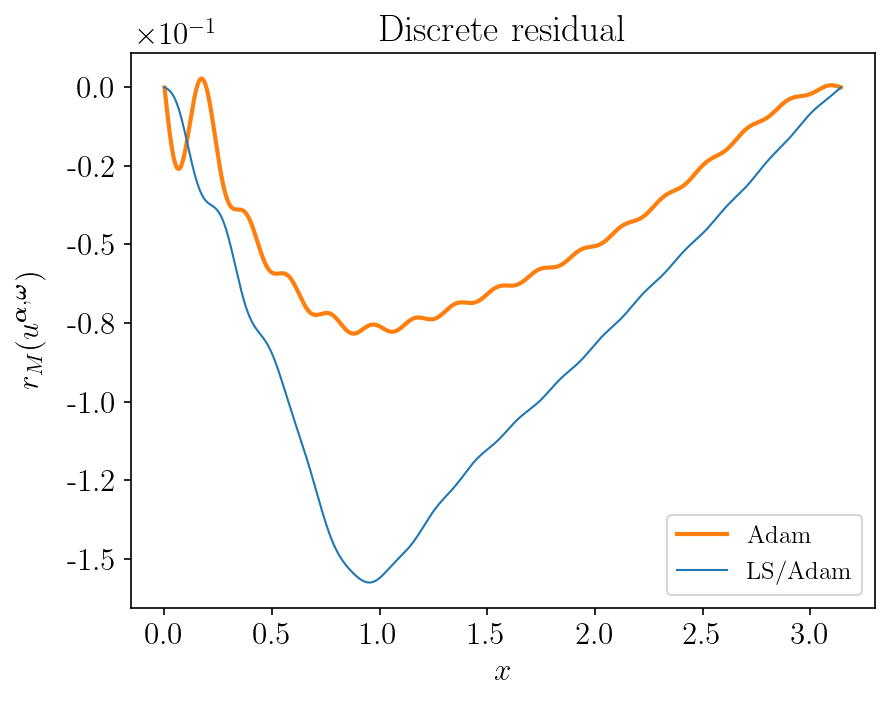 Discrete residual
×10⁻¹
0.0
-0.2
-0.5
-0.8
-1.0
-1.2
-1.5
r_M(u^{α,ω})
0.0 0.5 1.0 1.5 2.0 2.5 3.0
x
Adam
LS/Adam